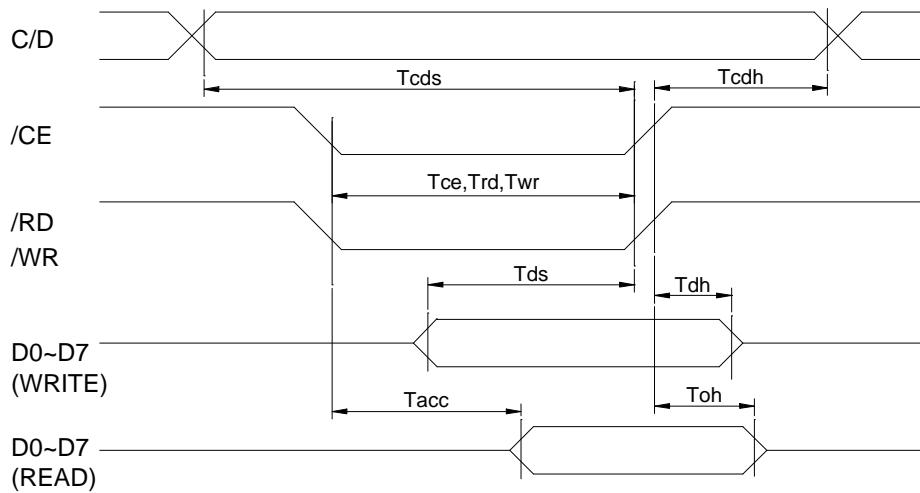 C/D
Tcds
Tcdh
/CE
Tce,Trd,Twr
/RD
/WR
Tds
Tdh
D0~D7
(WRITE)
Tacc
Toh
D0~D7
(READ)